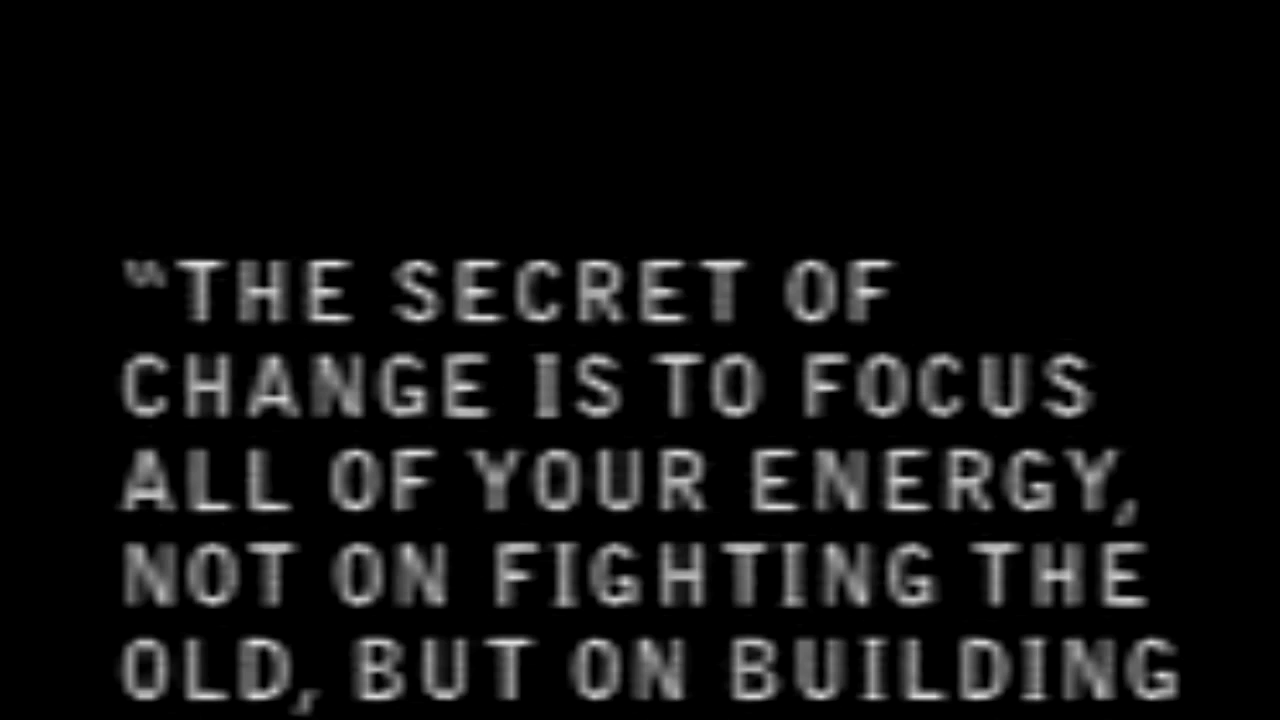 “THE SECRET OF
CHANGE IS TO FOCUS
ALL OF YOUR ENERGY,
NOT ON FIGHTING THE
OLD, BUT ON BUILDING